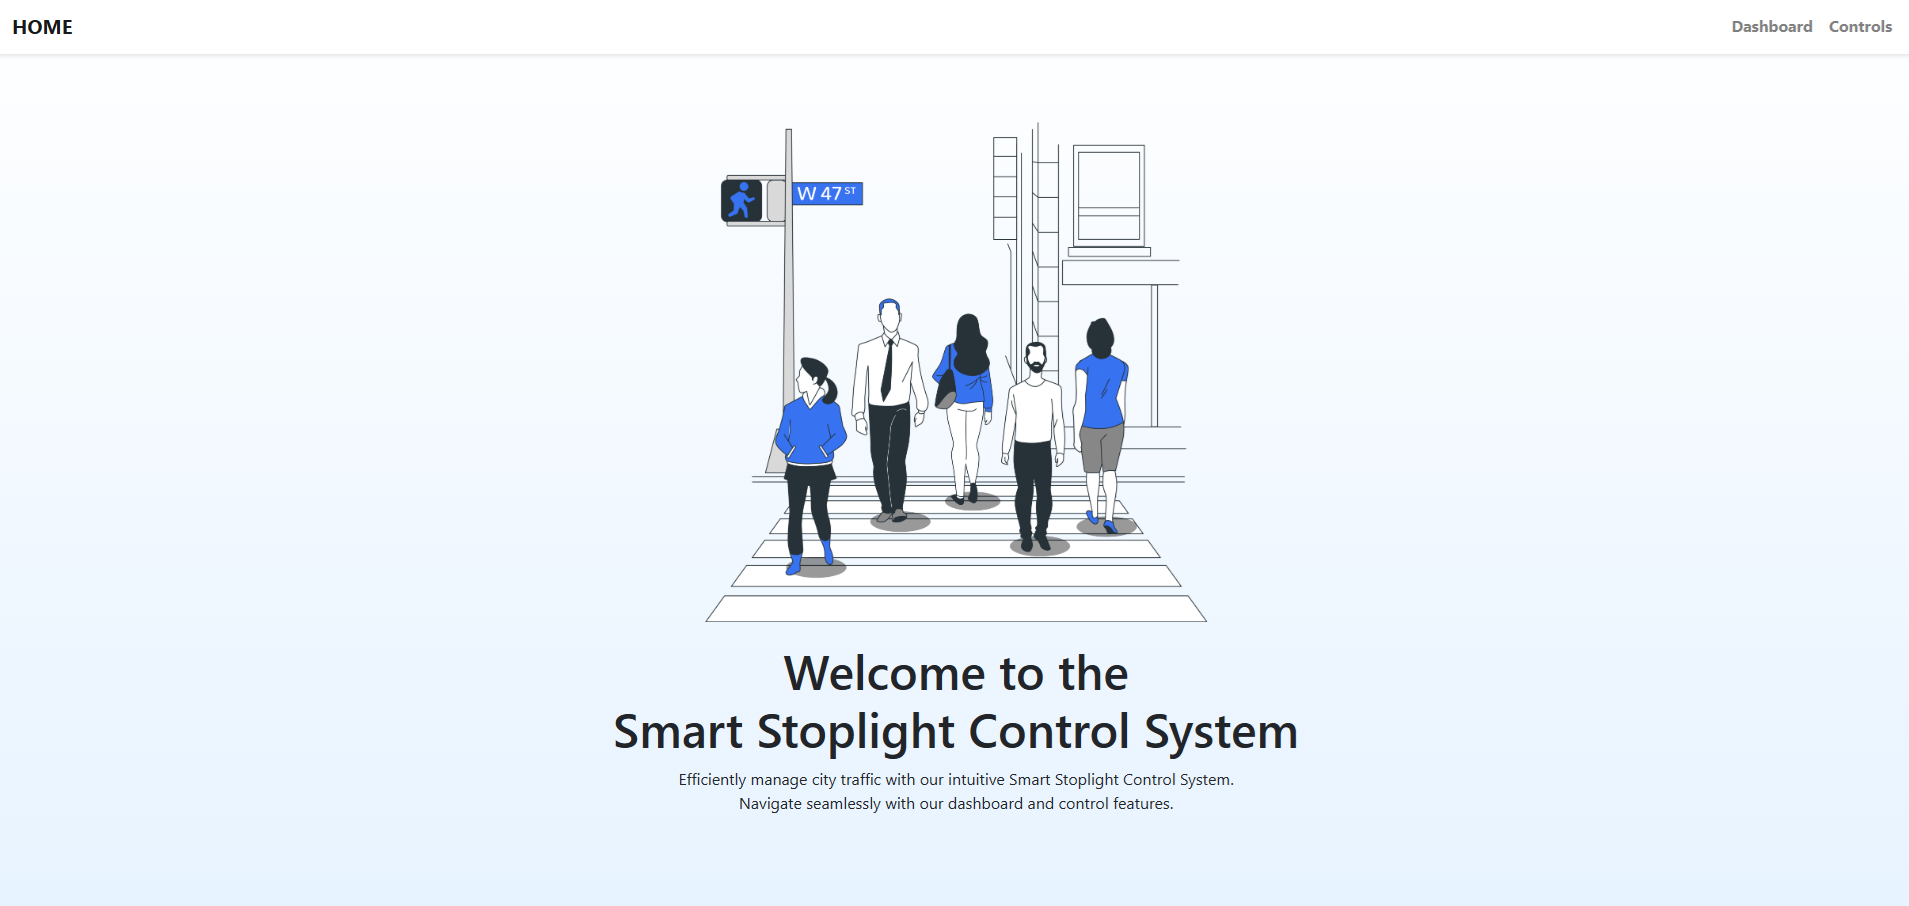 HOME
Dashboard Controls
W 47 ST
Welcome to the
Smart Stoplight Control System
Efficiently manage city traffic with our intuitive Smart Stoplight Control System.
Navigate seamlessly with our dashboard and control features.